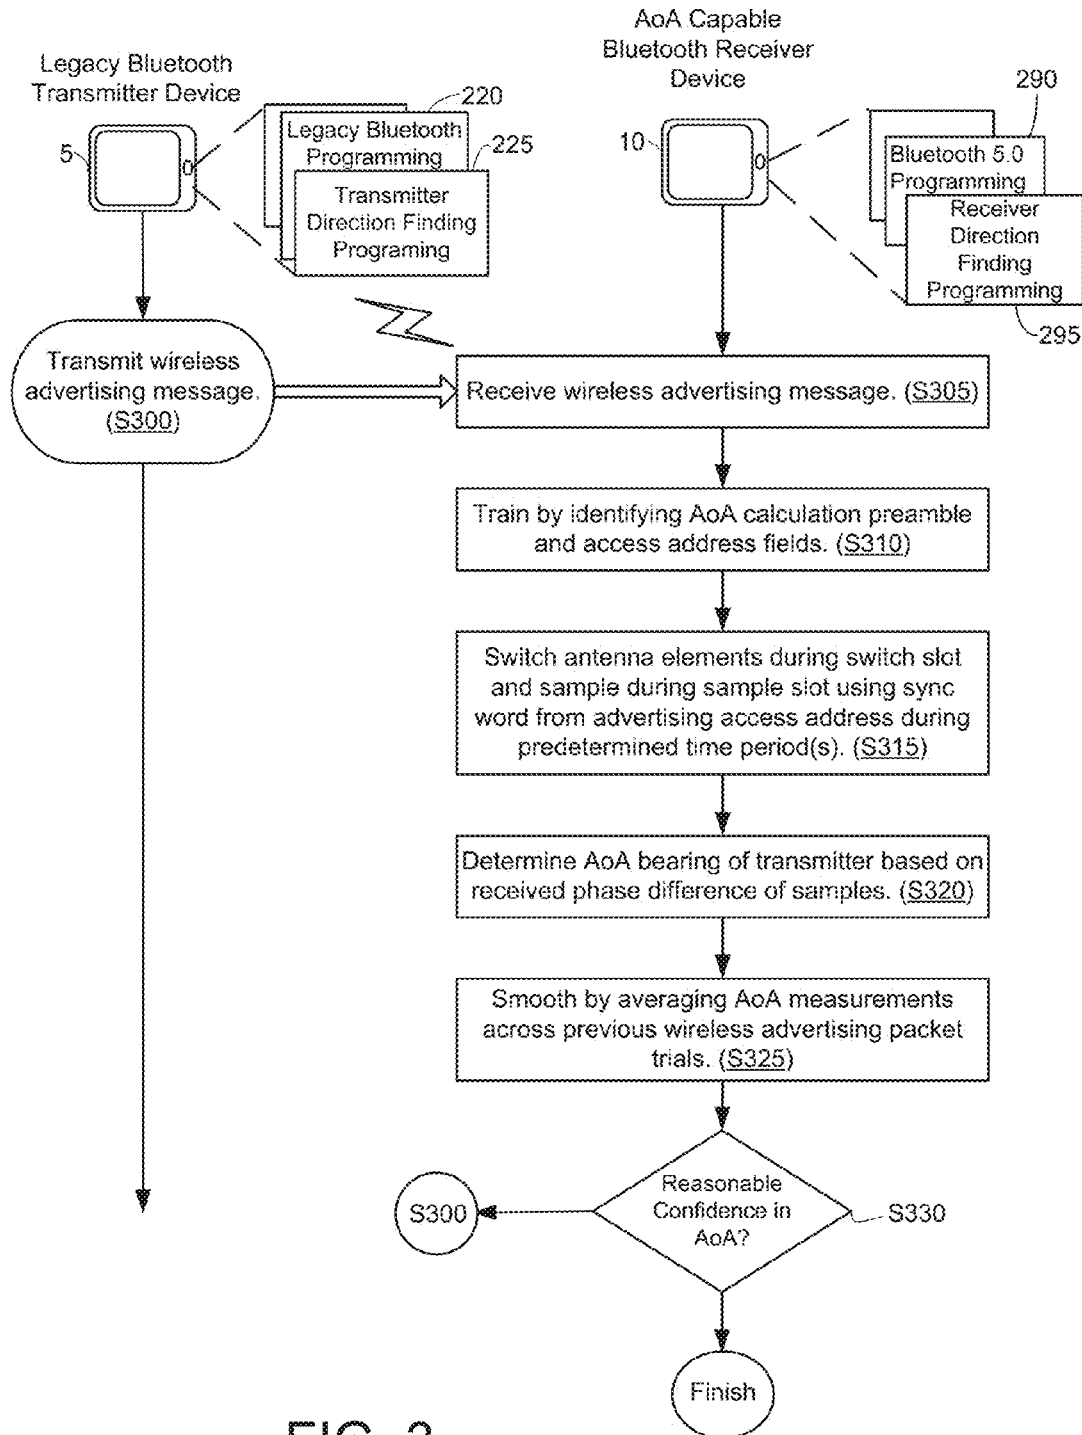 Legacy Bluetooth
Transmitter Device
5
220
Legacy Bluetooth
Programming
225
Transmitter
Direction Finding
Programing
AoA Capable
Bluetooth Receiver
Device
10
290
Bluetooth 5.0
Programming
Receiver
Direction
Finding
Programming
295
Transmit wireless
advertising message.
(S300)
Receive wireless advertising message. (S305)
Train by identifying AoA calculation preamble
and access address fields. (S310)
Switch antenna elements during switch slot
and sample during sample slot using sync
word from advertising access address during
predetermined time period(s). (S315)
Determine AoA bearing of transmitter based on
received phase difference of samples. (S320)
Smooth by averaging AoA measurements
across previous wireless advertising packet
trials. (S325)
Reasonable
Confidence in
AoA?
S330
S300
Finish
FIG. 3